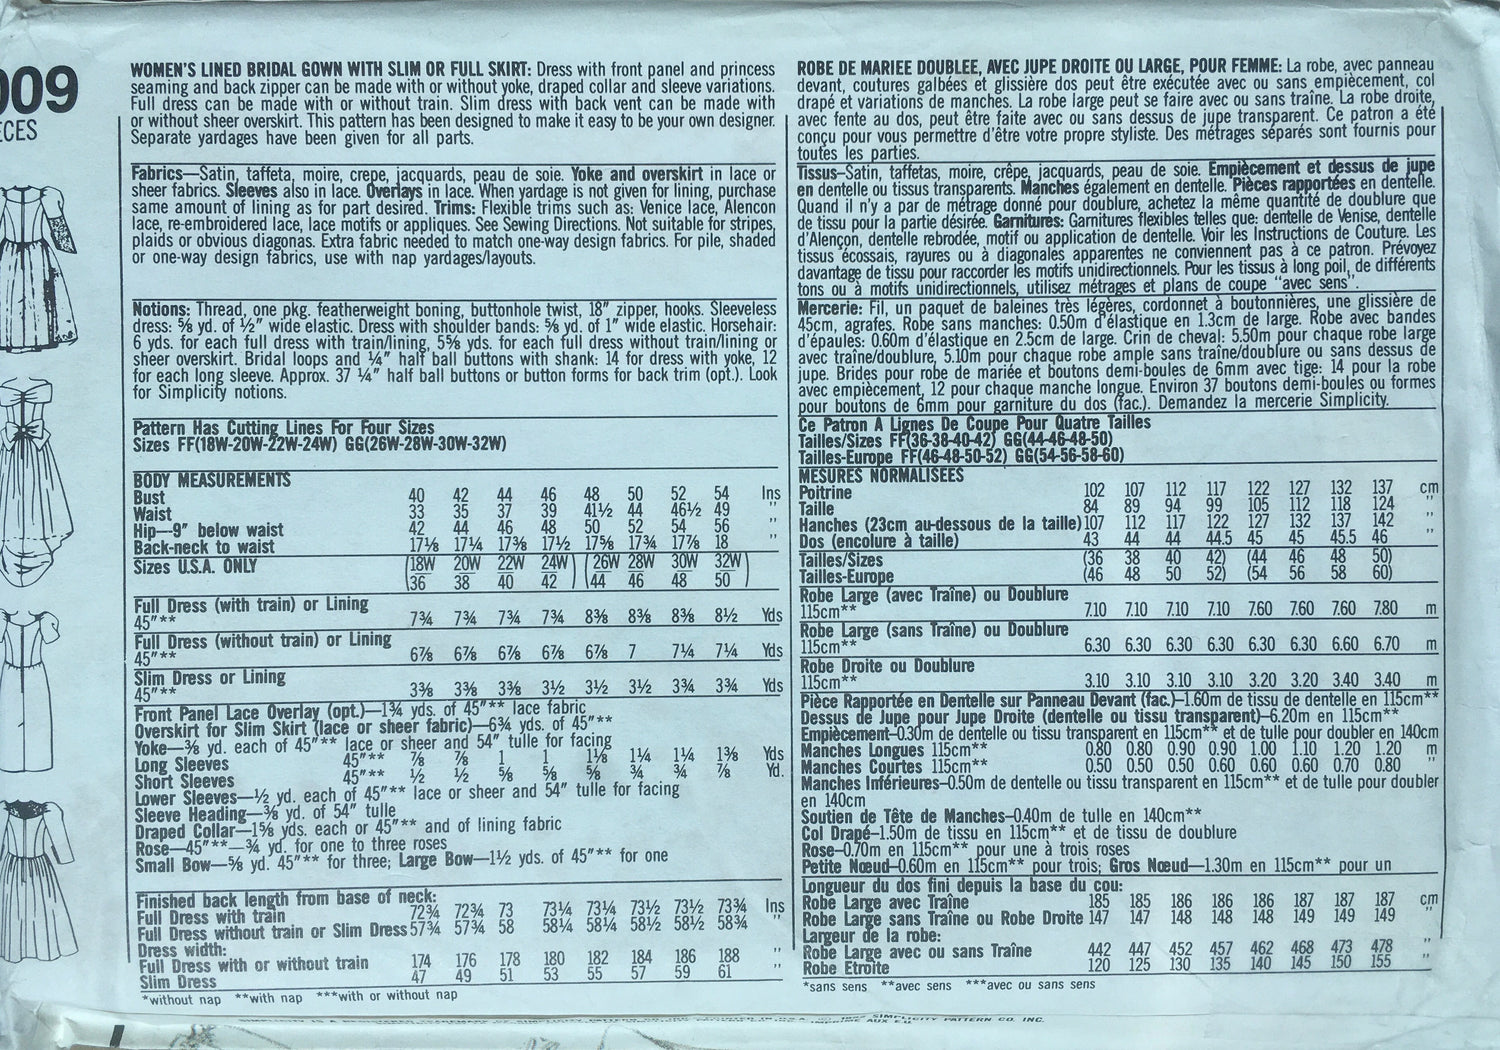 009
ECES
WOMEN'S LINED BRIDAL GOWN WITH SLIM OR FULL SKIRT: Dress with front panel and princess
seaming and back zipper can be made with or without yoke, draped collar and sleeve variations.
Full dress can be made with or without train. Slim dress with back vent can be made with
or without sheer overskirt. This pattern has been designed to make it easy to be your own designer.
Separate yardages have been given for all parts.
Fabrics—Satin, taffeta, moire, crepe, jacquards, peau de soie. Yoke and overskirt in lace or
sheer fabrics. Sleeves also in lace. Overlays in lace. When yardage is not given for lining, purchase
same amount of lining as for part desired. Trims: Flexible trims such as: Venice lace, Alencon
lace, re-embroidered lace, lace motifs or appliques. See Sewing Directions. Not suitable for stripes,
plaids or obvious diagonas. Extra fabric needed to match one-way design fabrics. For pile, shaded
or one-way design fabrics, use with nap yardages/layouts.
Notions: Thread, one pkg. featherweight boning, buttonhole twist, 18" zipper, hooks. Sleeveless
dress: ⅝ yd. of ½" wide elastic. Dress with shoulder bands: ⅝ yd. of 1" wide elastic. Horsehair:
6 yds. for each full dress with train/lining, 5⅝ yds. for each full dress without train/lining or
sheer overskirt. Bridal loops and ¼" half ball buttons with shank: 14 for dress with yoke, 12
for each long sleeve. Approx. 37 ¼" half ball buttons or button forms for back trim (opt.). Look
for Simplicity notions.
Pattern Has Cutting Lines For Four Sizes
Sizes FF(18W-20W-22W-24W) GG(26W-28W-30W-32W)
BODY MEASUREMENTS
Bust 40 42 44 46 48 50 52 54 Ins
Waist 33 35 37 39 41½ 44 46½ 49 "
Hip—9" below waist 42 44 46 48 50 52 54 56 "
Back-neck to waist 17⅛ 17¼ 17⅜ 17½ 17⅝ 17¾ 17⅞ 18 "
Sizes U.S.A. ONLY (18W 20W 22W 24W) (26W 28W 30W 32W)
36 38 40 42 44 46 48 50
Full Dress (with train) or Lining
45"** 7¾ 7¾ 7¾ 7¾ 8⅜ 8⅜ 8⅜ 8½ Yds
Full Dress (without train) or Lining
45"** 6⅞ 6⅞ 6⅞ 6⅞ 6⅞ 7 7¼ 7¼ Yds
Slim Dress or Lining
45"** 3⅜ 3⅜ 3⅜ 3½ 3½ 3½ 3¾ 3¾ Yds
Front Panel Lace Overlay (opt.)—1¾ yds. of 45"** lace fabric
Overskirt for Slim Skirt (lace or sheer fabric)—6¾ yds. of 45"**
Yoke—⅜ yd. each of 45"** lace or sheer and 54" tulle for facing
Long Sleeves 45"** ⅞ ⅞ 1 1 1⅛ 1¼ 1¼ 1⅜ Yds
Short Sleeves 45"** ½ ½ ⅝ ⅝ ⅝ ¾ ¾ ⅞ Yd.
Lower Sleeves—½ yd. each of 45"** lace or sheer and 54" tulle for facing
Sleeve Heading—⅜ yd. of 54" tulle
Draped Collar—1⅝ yds. each or 45"** and of lining fabric
Rose—45"**—¾ yd. for one to three roses
Small Bow—⅝ yd. 45"** for three; Large Bow—1½ yds. of 45"** for one
Finished back length from base of neck:
Full Dress with train 72¾ 72¾ 73 73¼ 73¼ 73½ 73½ 73¾ Ins
Full Dress without train or Slim Dress 57¾ 57¾ 58 58¼ 58¼ 58½ 58½ 58¾ "
Dress width:
Full Dress with or without train 174 176 178 180 182 184 186 188 "
Slim Dress 47 49 51 53 55 57 59 61 "
*without nap **with nap ***with or without nap
ROBE DE MARIEE DOUBLEE, AVEC JUPE DROITE OU LARGE, POUR FEMME: La robe, avec panneau
devant, coutures galbées et glissière dos peut être exécutée avec ou sans empiècement, col
drapé et variations de manches. La robe large peut se faire avec ou sans traîne. La robe droite,
avec fente au dos, peut être faite avec ou sans dessus de jupe transparent. Ce patron a été
conçu pour vous permettre d'être votre propre styliste. Des métrages séparés sont fournis pour
toutes les parties.
Tissus—Satin, taffetas, moire, crêpe, jacquards, peau de soie. Empiècement et dessus de jupe
en dentelle ou tissus transparents. Manches également en dentelle. Pièces rapportées en dentelle.
Quand il n'y a par de métrage donné pour doublure, achetez la même quantité de doublure que
de tissu pour la partie désirée. Garnitures: Garnitures flexibles telles que: dentelle de Venise, dentelle
d'Alençon, dentelle rebrodée, motif ou application de dentelle. Voir les Instructions de Couture. Les
tissus écossais, rayures ou à diagonales apparentes ne conviennent pas à ce patron. Prévoyez
davantage de tissu pour raccorder les motifs unidirectionnels. Pour les tissus à long poil, de différents
tons ou à motifs unidirectionnels, utilisez métrages et plans de coupe "avec sens".
Mercerie: Fil, un paquet de baleines très légères, cordonnet à boutonnières, une glissière de
45cm, agrafes. Robe sans manches: 0.50m d'élastique en 1.3cm de large. Robe avec bandes
d'épaules: 0.60m d'élastique en 2.5cm de large. Crin de cheval: 5.50m pour chaque robe large
avec traîne/doublure, 5.10m pour chaque robe ample sans traîne/doublure ou sans dessus de
jupe. Brides pour robe de mariée et boutons demi-boules de 6mm avec tige: 14 pour la robe
avec empiècement, 12 pour chaque manche longue. Environ 37 boutons demi-boules ou formes
pour boutons de 6mm pour garniture du dos (fac.). Demandez la mercerie Simplicity.
Ce Patron A Lignes De Coupe Pour Quatre Tailles
Tailles/Sizes FF(36-38-40-42) GG(44-46-48-50)
Tailles-Europe FF(46-48-50-52) GG(54-56-58-60)
MESURES NORMALISEES
Poitrine 102 107 112 117 122 127 132 137 cm
Taille 84 89 94 99 105 112 118 124 "
Hanches (23cm au-dessous de la taille) 107 112 117 122 127 132 137 142 "
Dos (encolure à taille) 43 44 44 44.5 45 45 45.5 46 "
Tailles/Sizes (36 38 40 42) (44 46 48 50)
Tailles-Europe (46 48 50 52) (54 56 58 60)
Robe Large (avec Traîne) ou Doublure
115cm** 7.10 7.10 7.10 7.10 7.60 7.60 7.60 7.80 m
Robe Large (sans Traîne) ou Doublure
115cm** 6.30 6.30 6.30 6.30 6.30 6.30 6.60 6.70 m
Robe Droite ou Doublure
115cm** 3.10 3.10 3.10 3.10 3.20 3.20 3.40 3.40 m
Pièce Rapportée en Dentelle sur Panneau Devant (fac.)—1.60m de tissu de dentelle en 115cm**
Dessus de Jupe pour Jupe Droite (dentelle ou tissu transparent)—6.20m en 115cm**
Empiècement—0.30m de dentelle ou tissu transparent en 115cm** et de tulle pour doubler en 140cm
Manches Longues 115cm** 0.80 0.80 0.90 0.90 1.00 1.10 1.20 1.20 m
Manches Courtes 115cm** 0.50 0.50 0.50 0.60 0.60 0.60 0.70 0.80 "
Manches Inférieures—0.50m de dentelle ou tissu transparent en 115cm** et de tulle pour doubler
en 140cm
Soutien de Tête de Manches—0.40m de tulle en 140cm**
Col Drapé—1.50m de tissu en 115cm** et de tissu de doublure
Rose—0.70m en 115cm** pour une à trois roses
Petite Nœud—0.60m en 115cm** pour trois; Gros Nœud—1.30m en 115cm** pour un
Longueur du dos fini depuis la base du cou:
Robe Large avec Traîne 185 185 186 186 186 187 187 187 cm
Robe Large sans Traîne ou Robe Droite 147 147 148 148 148 149 149 149 "
Largeur de la robe:
Robe Large avec ou sans Traîne 442 447 452 457 462 468 473 478 "
Robe Etroite 120 125 130 135 140 145 150 155 "
*sans sens **avec sens ***avec ou sans sens
SIMPLICITY PATTERN CO. INC.